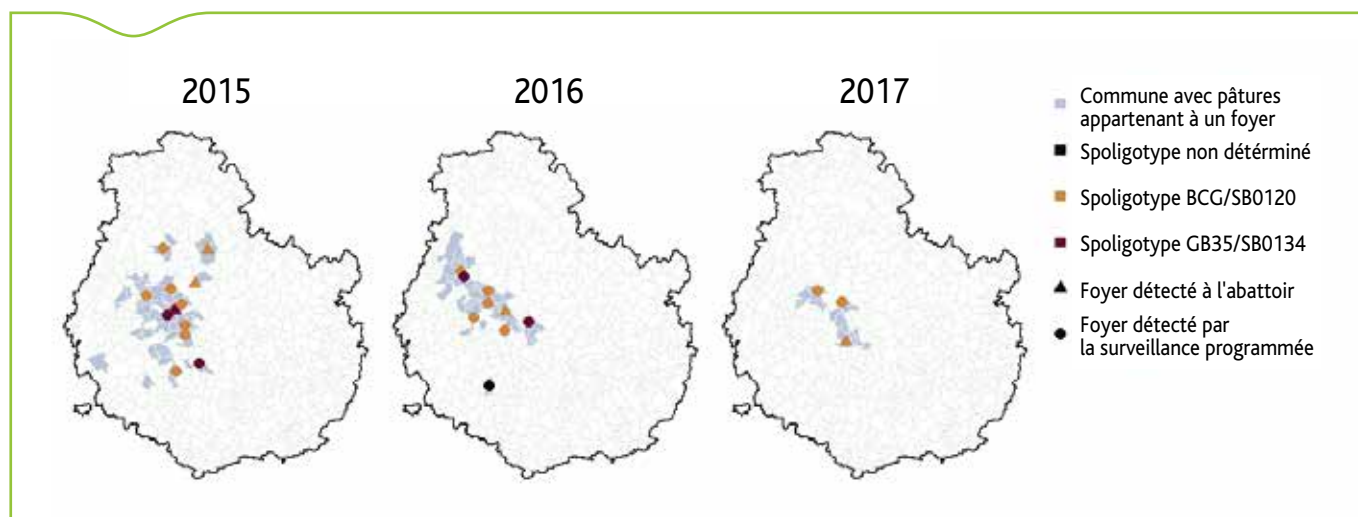 2015
2016
2017
Commune avec pâtures
appartenant à un foyer
Spoligotype non détérminé
Spoligotype BCG/SB0120
Spoligotype GB35/SB0134
Foyer détecté à l'abattoir
Foyer détecté par
la surveillance programmée